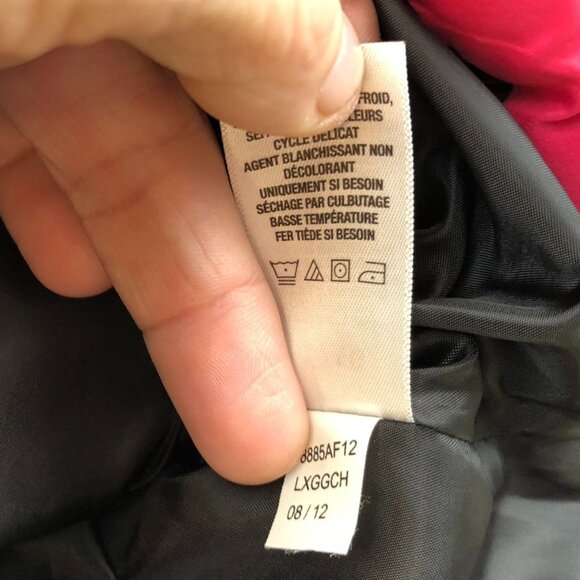 FROID,
CYCLE DÉLICAT
AGENT BLANCHISSANT NON
DÉCOLORANT
UNIQUEMENT SI BESOIN
SÉCHAGE PAR CULBUTAGE
BASSE TEMPÉRATURE
FER TIÈDE SI BESOIN
8885AF12
LXGGCH
08/12